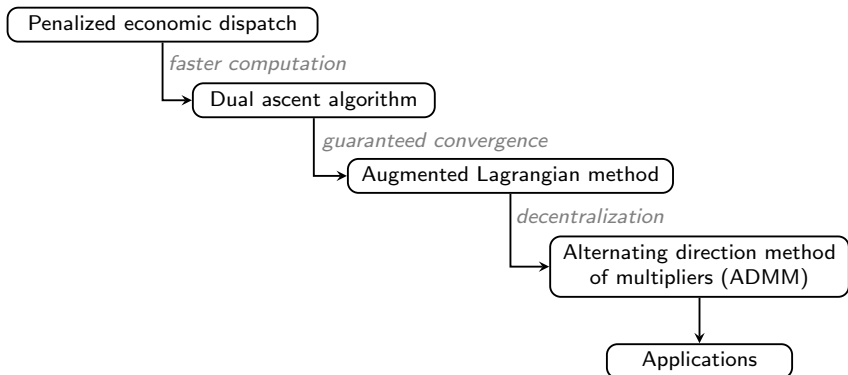 Penalized economic dispatch
faster computation
Dual ascent algorithm
guaranteed convergence
Augmented Lagrangian method
decentralization
Alternating direction method
of multipliers (ADMM)
Applications